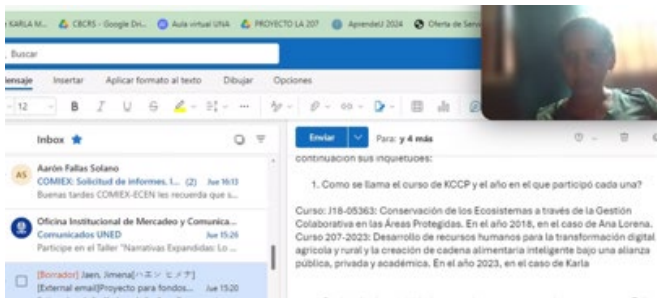 KARLA M...
CBCRS - Google Dri...
Aula virtual UNA
PROYECTO LA 207
AprendeU 2024
Oferta de Serv
Buscar
ensaje
Insertar
Aplicar formato al texto
Dibujar
Opciones
12
B
Inbox
Enviar
Para: y 4 más
AS
Aarón Fallas Solano
COMIEX: Solicitud de informes, I... (2) Jue 16:13
Buenas tardes COMIEX-ECEN les recuerda que s...
Oficina Institucional de Mercadeo y Comunica...
Comunicados UNED Jue 15:26
Participe en el Taller "Narrativas Expandidas: Lo ...
[Borrador] Jaen, Jimena(ハエン ヒメナ)
[External email]Proyecto para fondos... Jue 15:20
continuación sus inquietudes:
1. Como se llama el curso de KCCP y el año en el que participó cada una?
Curso: J18-05363: Conservación de los Ecosistemas a través de la Gestión
Colaborativa en las Áreas Protegidas. En el año 2018, en el caso de Ana Lorena.
Curso 207-2023: Desarrollo de recursos humanos para la transformación digital
agrícola y rural y la creación de cadena alimentaria inteligente bajo una alianza
pública, privada y académica. En el año 2023, en el caso de Karla